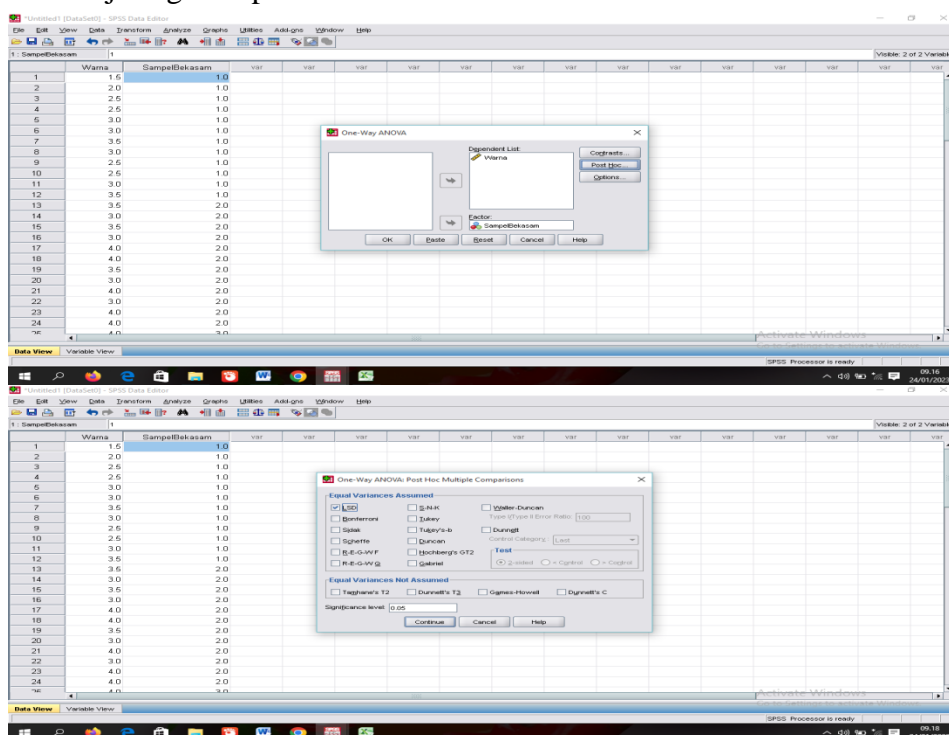 *Untitled1 [DataSet0] - SPSS Data Editor
File Edit View Data Transform Analyze Graphs Utilities Add-ons Window Help
1 : SampelBekasam 1 Visible: 2 of 2 Variabl
Warna SampelBekasam var var var var var var var var var var var
1 1.5 1.0
2 2.0 1.0
3 2.5 1.0
4 2.5 1.0
5 3.0 1.0
6 3.0 1.0
7 3.5 1.0
8 3.0 1.0
9 2.5 1.0
10 2.5 1.0
11 3.0 1.0
12 3.5 1.0
13 3.5 2.0
14 3.0 2.0
15 3.5 2.0
16 3.0 2.0
17 4.0 2.0
18 4.0 2.0
19 3.5 2.0
20 3.0 2.0
21 4.0 2.0
22 3.0 2.0
23 4.0 2.0
24 4.0 2.0
One-Way ANOVA
Dependent List:
Warna
Contrasts...
Post Hoc...
Options...
Factor:
SampelBekasam
OK Paste Reset Cancel Help
Activate Windows
Go to Settings to activate Windows.
Data View Variable View
SPSS Processor is ready
09.16
24/01/2023
*Untitled1 [DataSet0] - SPSS Data Editor
File Edit View Data Transform Analyze Graphs Utilities Add-ons Window Help
1 : SampelBekasam 1 Visible: 2 of 2 Variabl
Warna SampelBekasam var var var var var var var var var var var
1 1.5 1.0
2 2.0 1.0
3 2.5 1.0
4 2.5 1.0
5 3.0 1.0
6 3.0 1.0
7 3.5 1.0
8 3.0 1.0
9 2.5 1.0
10 2.5 1.0
11 3.0 1.0
12 3.5 1.0
13 3.5 2.0
14 3.0 2.0
15 3.5 2.0
16 3.0 2.0
17 4.0 2.0
18 4.0 2.0
19 3.5 2.0
20 3.0 2.0
21 4.0 2.0
22 3.0 2.0
23 4.0 2.0
24 4.0 2.0
One-Way ANOVA: Post Hoc Multiple Comparisons
Equal Variances Assumed
LSD S-N-K Waller-Duncan
Bonferroni Tukey Type I/Type II Error Ratio: 100
Sidak Tukey's-b Dunnett
Scheffe Duncan Control Category: Last
R-E-G-W F Hochberg's GT2 Test
R-E-G-W Q Gabriel 2-sided < Control > Control
Equal Variances Not Assumed
Tamhane's T2 Dunnett's T3 Games-Howell Dunnett's C
Significance level: 0.05
Continue Cancel Help
Activate Windows
Go to Settings to activate Windows.
Data View Variable View
SPSS Processor is ready
09.18